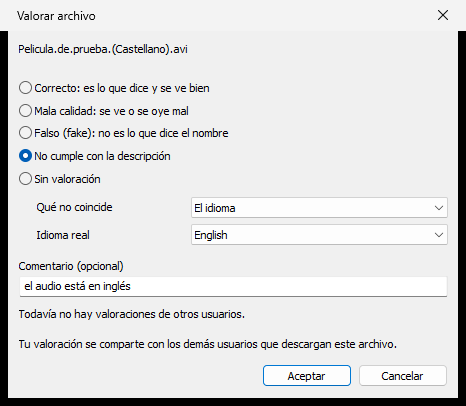 Valorar archivo
Pelicula.de.prueba.(Castellano).avi
Correcto: es lo que dice y se ve bien
Mala calidad: se ve o se oye mal
Falso (fake): no es lo que dice el nombre
No cumple con la descripción
Sin valoración
Qué no coincide El idioma
Idioma real English
Comentario (opcional)
el audio está en inglés
Todavía no hay valoraciones de otros usuarios.
Tu valoración se comparte con los demás usuarios que descargan este archivo.
Aceptar Cancelar